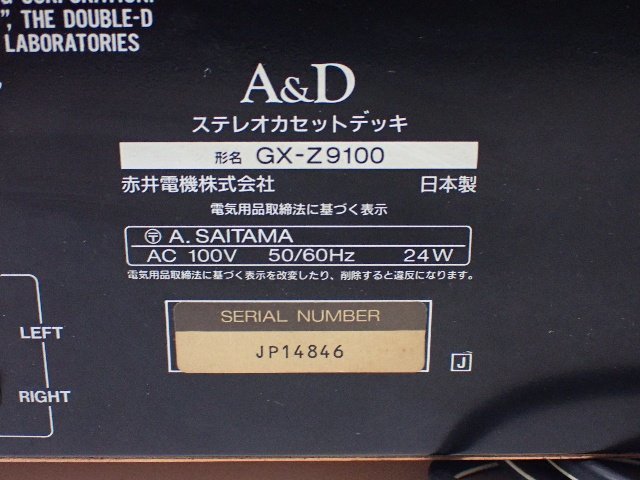 ", THE DOUBLE-D
LABORATORIES
A&D
ステレオカセットデッキ
形名 GX-Z9100
赤井電機株式会社 日本製
電気用品取締法に基づく表示
〒 A. SAITAMA
AC 100V 50/60Hz 24W
電気用品取締法に基づく表示を改変したり、削除すると違反になります。
SERIAL NUMBER
JP14846
J
LEFT
RIGHT